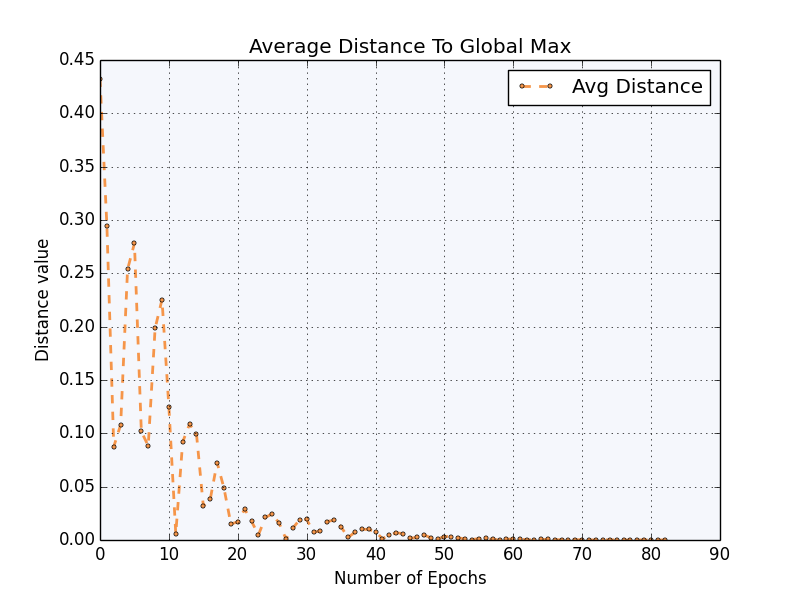 Average Distance To Global Max
Avg Distance
0.45
0.40
0.35
0.30
0.25
0.20
0.15
0.10
0.05
0.00
Distance value
0 10 20 30 40 50 60 70 80 90
Number of Epochs